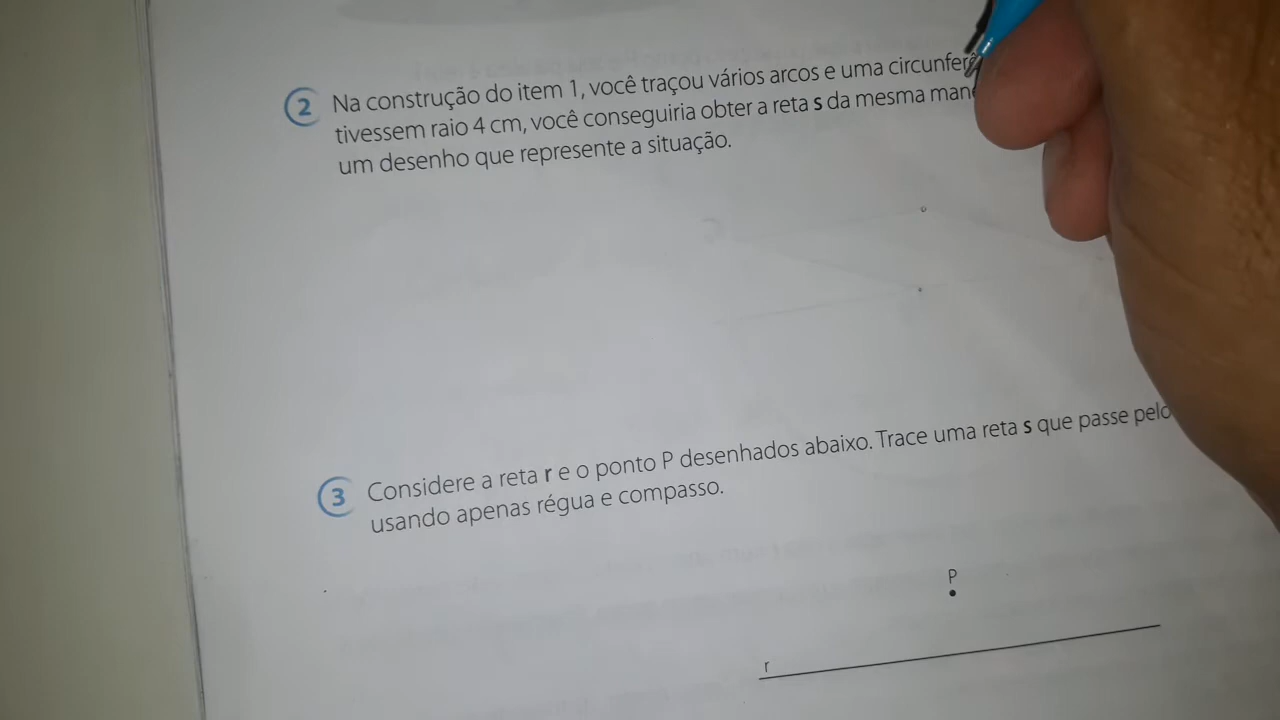 2 Na construção do item 1, você traçou vários arcos e uma
tivessem raio 4 cm, você conseguiria obter a reta s da mesma
um desenho que represente a situação.
3 Considere a reta r e o ponto P desenhados abaixo. Trace uma reta s que passe pelo
usando apenas régua e compasso.
P
r